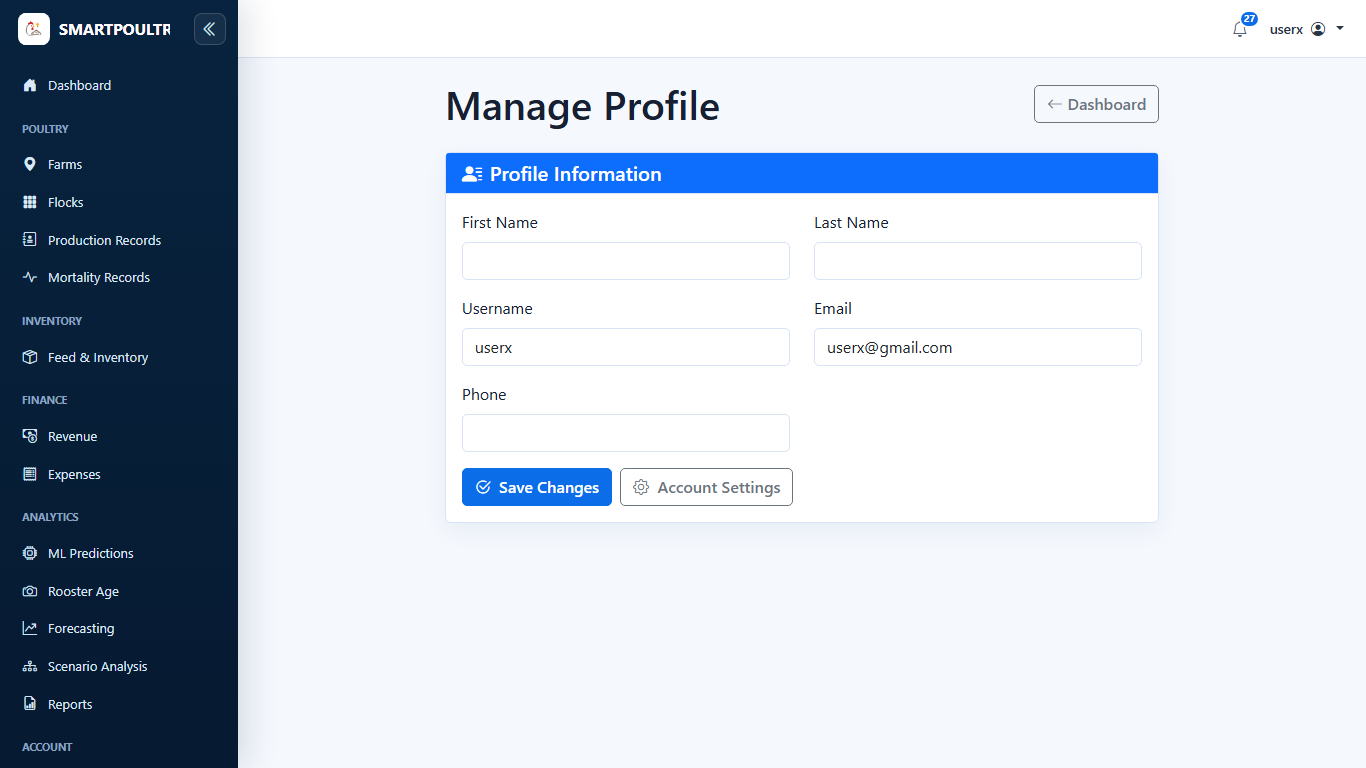 SMARTPOULTR
27
userx
Dashboard
POULTRY
Farms
Flocks
Production Records
Mortality Records
INVENTORY
Feed & Inventory
FINANCE
Revenue
Expenses
ANALYTICS
ML Predictions
Rooster Age
Forecasting
Scenario Analysis
Reports
ACCOUNT
Manage Profile
Dashboard
Profile Information
First Name
Last Name
Username
Email
userx
userx@gmail.com
Phone
Save Changes
Account Settings